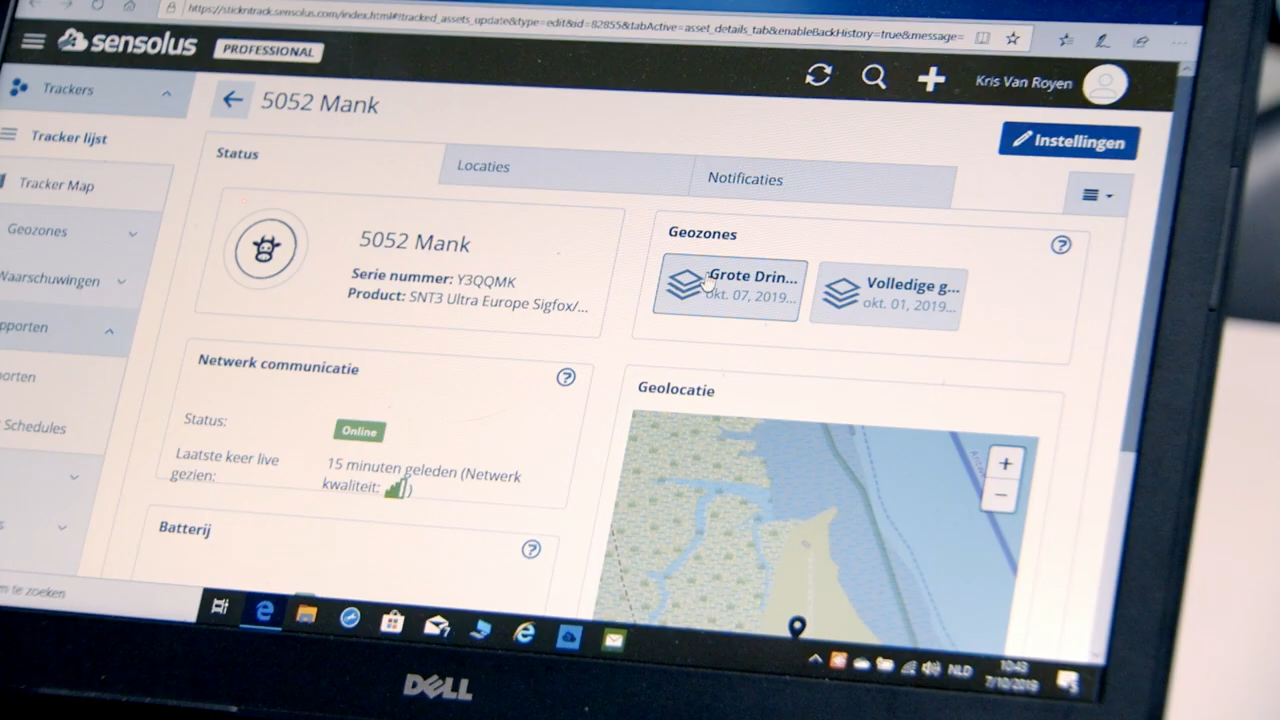 https://stickntrack.sensolus.com/index.html#!tracked_assets_update&type=edit&id=82855&tabActive=asset_details_tab&enableBackHistory=true&message=
sensolus PROFESSIONAL
Kris Van Royen
Trackers
Tracker lijst
Tracker Map
Geozones
Waarschuwingen
pporten
orten
Schedules
s
m te zoeken
5052 Mank
Instellingen
Status
Locaties
Notificaties
5052 Mank
Serie nummer: Y3QQMK
Product: SNT3 Ultra Europe Sigfox/...
Geozones
Grote Drin...
okt. 07, 2019...
Volledige g...
okt. 01, 2019...
Netwerk communicatie
Status:
Online
Laatste keer live
gezien:
15 minuten geleden (Netwerk
kwaliteit: )
Batterij
Geolocatie
+
−
NLD
10:43
7/10/2019
DELL